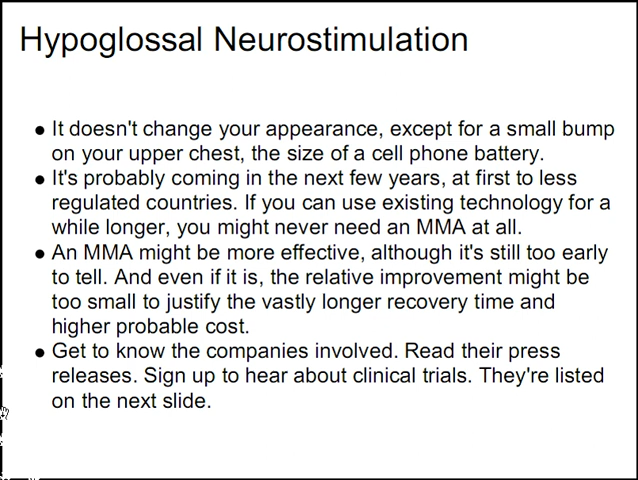 Hypoglossal Neurostimulation
● It doesn't change your appearance, except for a small bump
on your upper chest, the size of a cell phone battery.
● It's probably coming in the next few years, at first to less
regulated countries. If you can use existing technology for a
while longer, you might never need an MMA at all.
● An MMA might be more effective, although it's still too early
to tell. And even if it is, the relative improvement might be
too small to justify the vastly longer recovery time and
higher probable cost.
● Get to know the companies involved. Read their press
releases. Sign up to hear about clinical trials. They're listed
on the next slide.